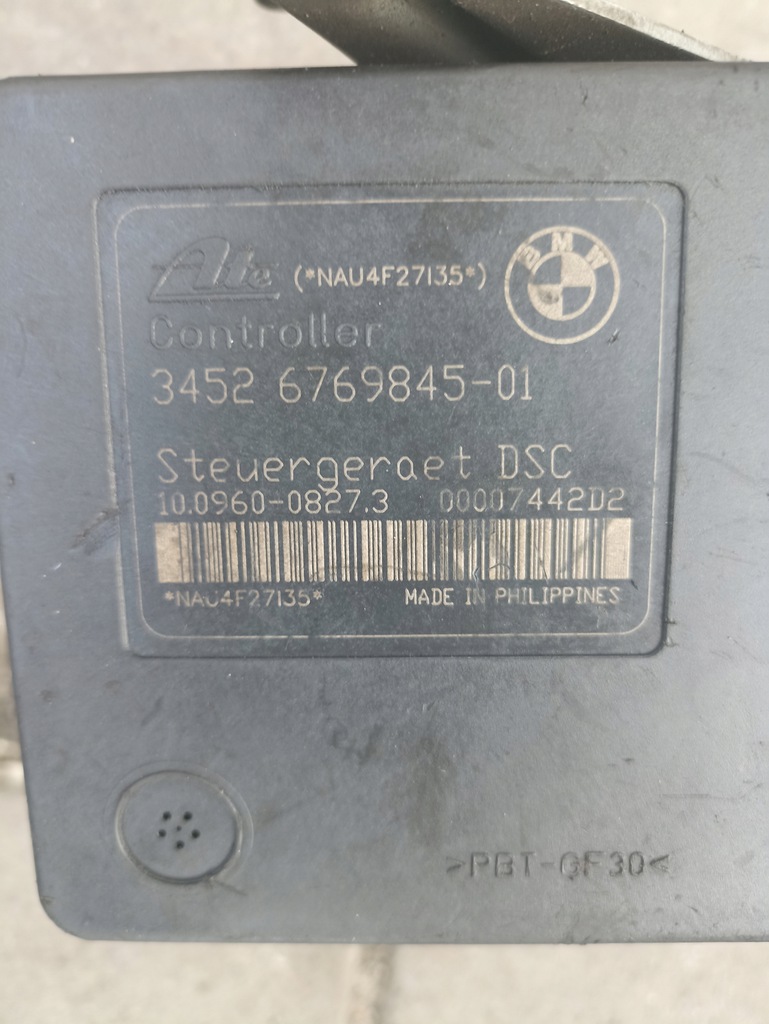 Ate (*NAU4F27135*)
BMW
Controller
3452 6769845-01
Steuergeraet DSC
10.0960-0827.3 00007442D2
*NAU4F27135* MADE IN PHILIPPINES
>PBT-GF30<